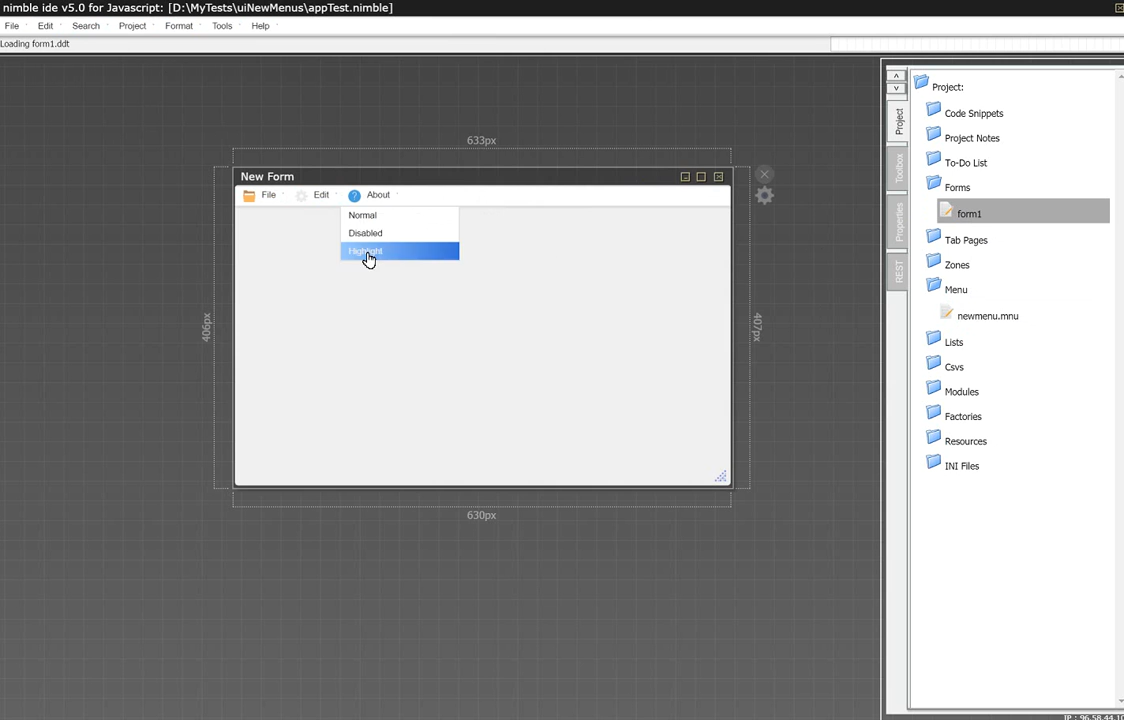 nimble ide v5.0 for Javascript: [D:\MyTests\uiNewMenus\appTest.nimble]
File Edit Search Project Format Tools Help
Loading form1.ddt
633px
New Form
File Edit ? About
Normal
Disabled
Highlight
406px
407px
630px
Project
Toolbox
Properties
REST
Project:
Code Snippets
Project Notes
To-Do List
Forms
form1
Tab Pages
Zones
Menu
newmenu.mnu
Lists
Csvs
Modules
Factories
Resources
INI Files